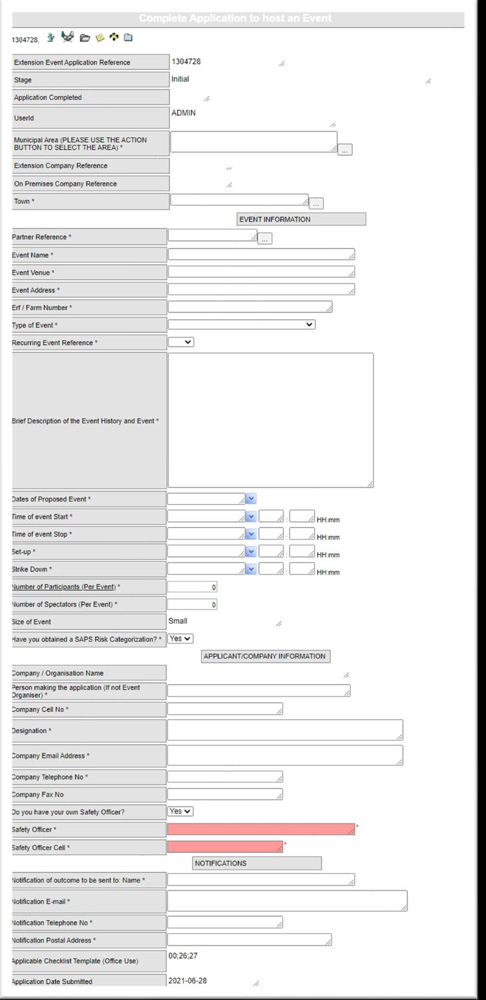 Complete Application to host an Event
1304728,
Extension Event Application Reference 1304728
Stage Initial
Application Completed
UserId ADMIN
Municipal Area (PLEASE USE THE ACTION
BUTTON TO SELECT THE AREA) * ...
Extension Company Reference
On Premises Company Reference
Town * ...
EVENT INFORMATION
Partner Reference * ...
Event Name *
Event Venue *
Event Address *
Erf / Farm Number *
Type of Event *
Recurring Event Reference *
Brief Description of the Event History and Event *
Dates of Proposed Event *
Time of event Start * : HH:mm
Time of event Stop * : HH:mm
Set-up * : HH:mm
Strike Down * : HH:mm
Number of Participants (Per Event) * 0
Number of Spectators (Per Event) * 0
Size of Event Small
Have you obtained a SAPS Risk Categorization? * Yes
APPLICANT/COMPANY INFORMATION
Company / Organisation Name
Person making the application (If not Event
Organiser) *
Company Cell No *
Designation *
Company Email Address *
Company Telephone No *
Company Fax No
Do you have your own Safety Officer? Yes
Safety Officer * *
Safety Officer Cell * *
NOTIFICATIONS
Notification of outcome to be sent to: Name *
Notification E-mail *
Notification Telephone No *
Notification Postal Address *
Applicable Checklist Template (Office Use) 00;26;27
Application Date Submitted 2021-06-28